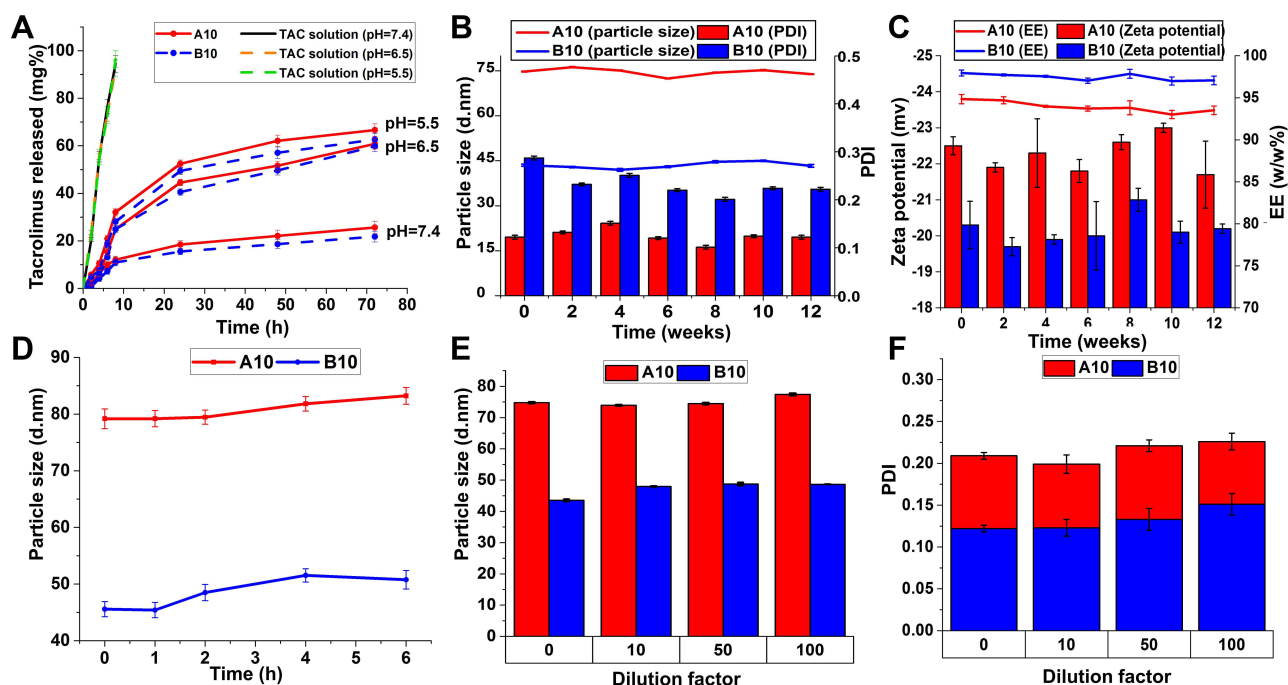 A
A10
B10
TAC solution (pH=7.4)
TAC solution (pH=6.5)
TAC solution (pH=5.5)
Tacrolimus released (mg%)
100
80
60
40
20
0
pH=5.5
pH=6.5
pH=7.4
0 10 20 30 40 50 60 70 80
Time (h)
B
A10 (particle size) A10 (PDI)
B10 (particle size) B10 (PDI)
Particle size (d.nm)
75
60
45
30
15
0
0.5
0.4
0.3
0.2
0.1
0.0
PDI
0 2 4 6 8 10 12
Time (weeks)
C
A10 (EE) A10 (Zeta potential)
B10 (EE) B10 (Zeta potential)
Zeta potential (mv)
-25
-24
-23
-22
-21
-20
-19
-18
100
95
90
85
80
75
70
EE (w/w%)
0 2 4 6 8 10 12
Time (weeks)
D
A10 B10
Particle size (d.nm)
90
80
70
60
50
40
0 1 2 3 4 5 6
Time (h)
E
A10 B10
Particle size (d.nm)
80
70
60
50
40
30
20
10
0
0 10 50 100
Dilution factor
F
A10 B10
PDI
0.30
0.25
0.20
0.15
0.10
0.05
0.00
0 10 50 100
Dilution factor